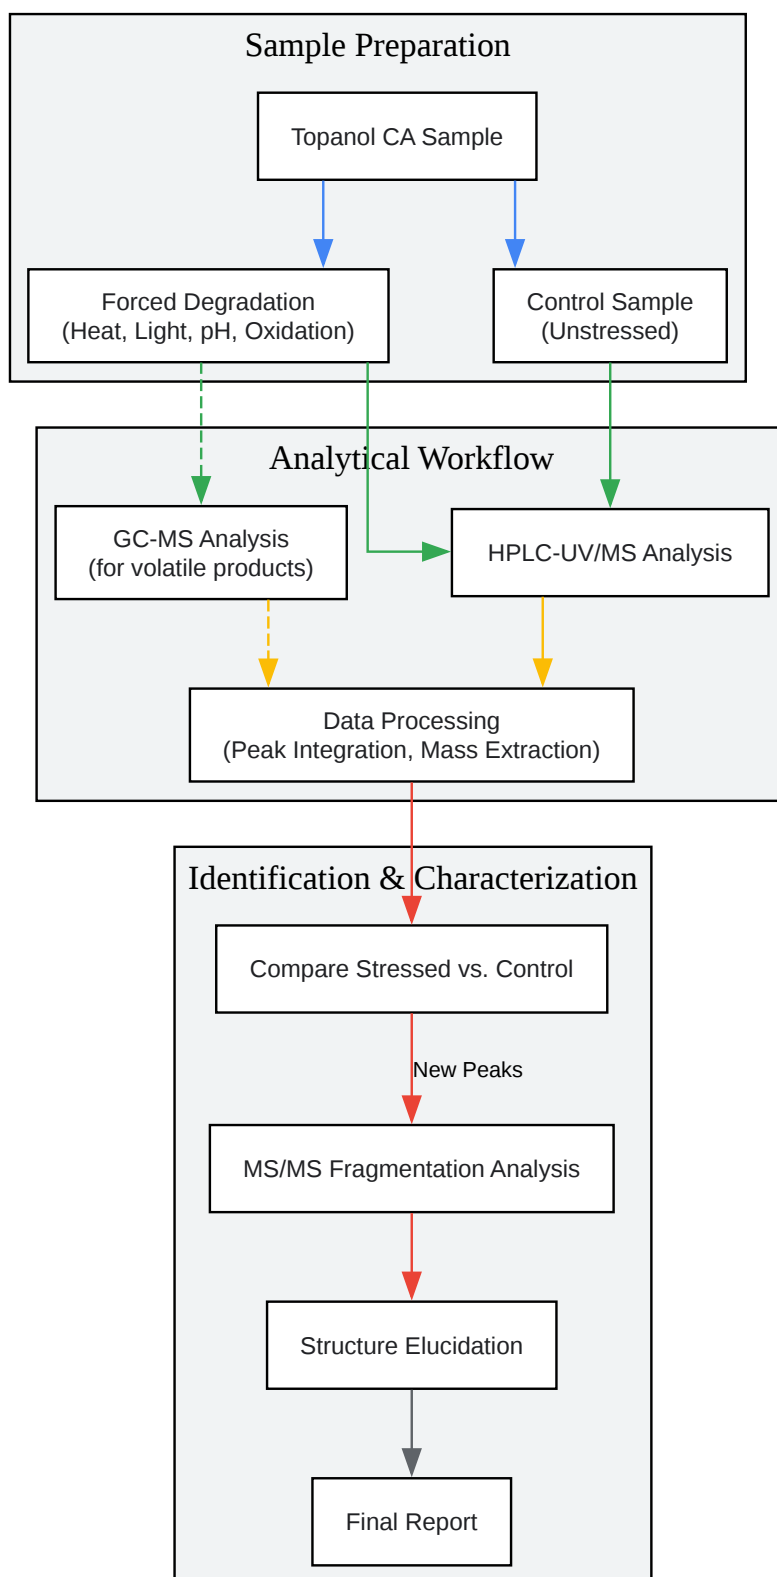 Sample Preparation
Topanol CA Sample
Forced Degradation
(Heat, Light, pH, Oxidation)
Control Sample
(Unstressed)
Analytical Workflow
GC-MS Analysis
(for volatile products)
HPLC-UV/MS Analysis
Data Processing
(Peak Integration, Mass Extraction)
Identification & Characterization
Compare Stressed vs. Control
New Peaks
MS/MS Fragmentation Analysis
Structure Elucidation
Final Report